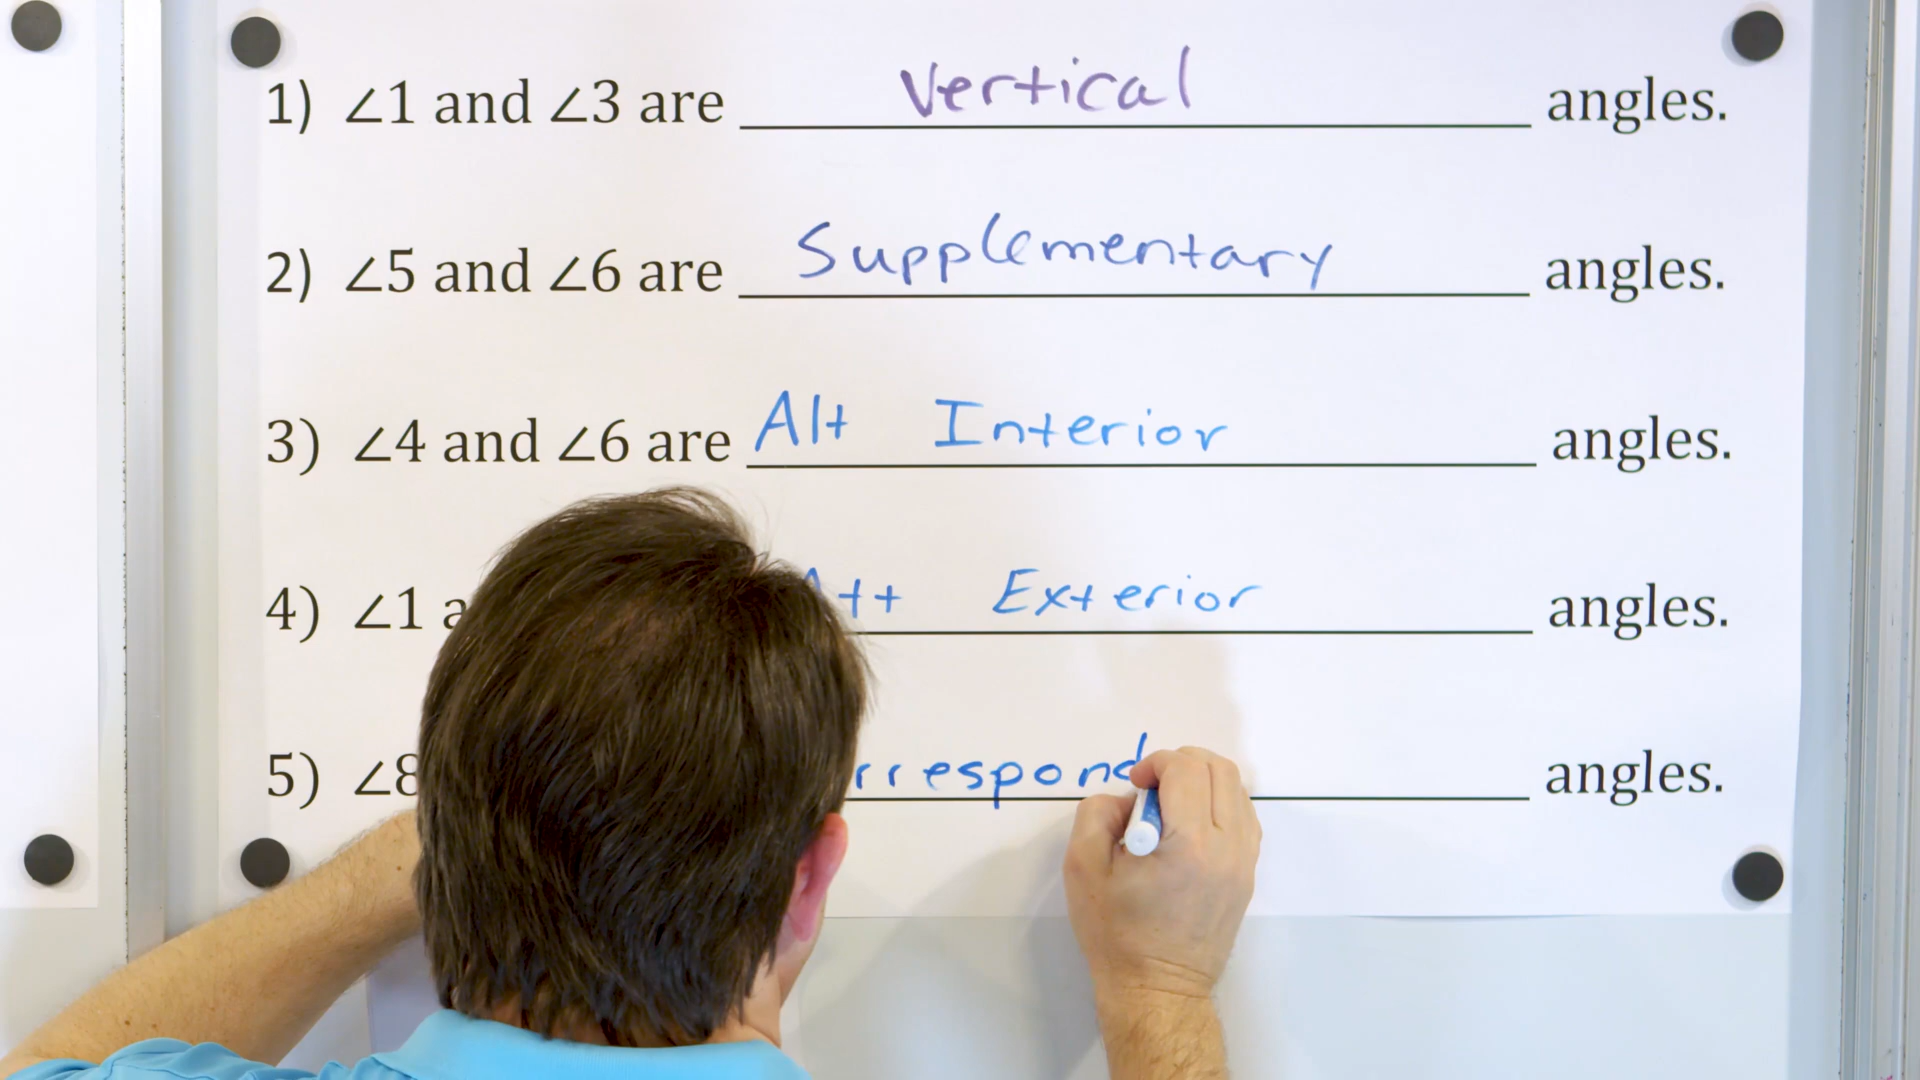 1) ∠1 and ∠3 are Vertical angles.
2) ∠5 and ∠6 are Supplementary angles.
3) ∠4 and ∠6 are Alt Interior angles.
4) ∠1 Exterior angles.
5) ∠8 angles.